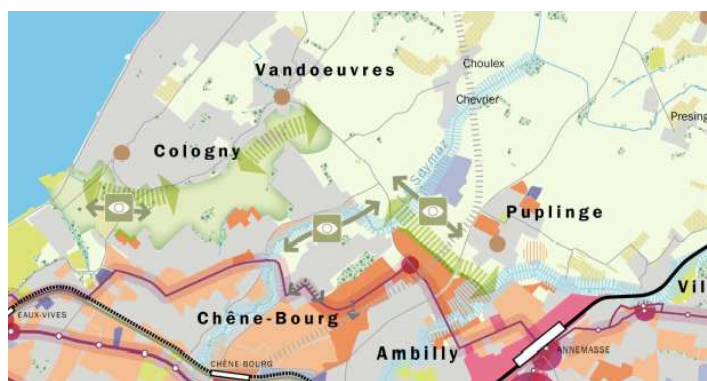 Choulex
Vandoeuvres
Chevrier
Presing
Cologny
Seymaz
Puplinge
Vil
EAUX-VIVES
Chêne-Bourg
CHÊNE-BOURG
Ambilly
ANNEMASSE